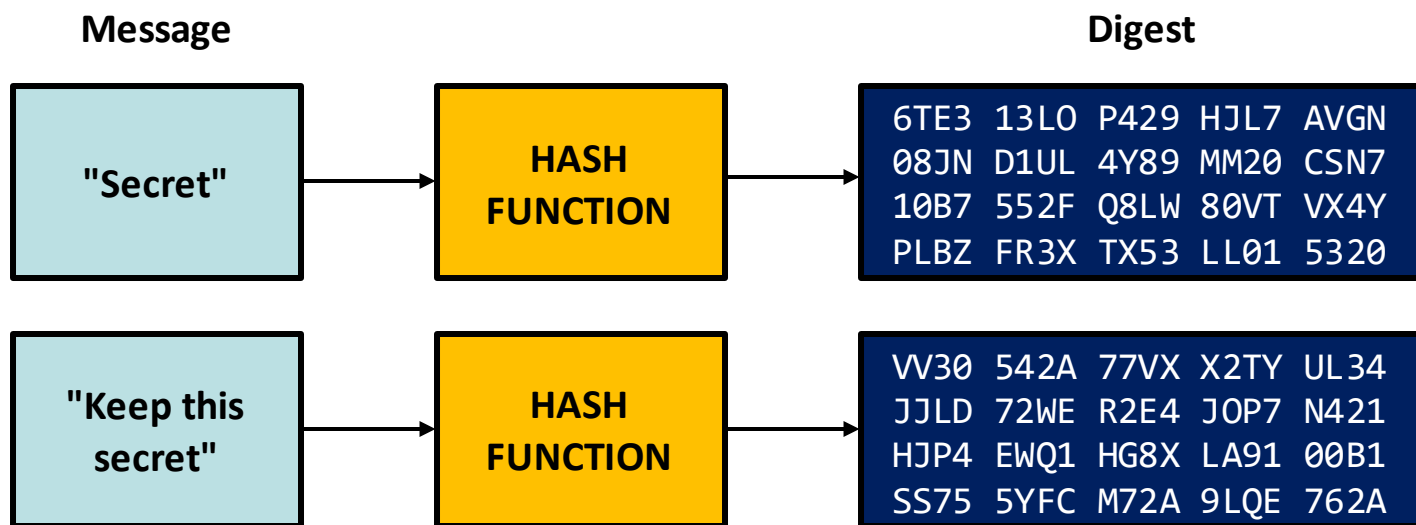 Message
Digest
"Secret"
HASH
FUNCTION
6TE3 13LO P429 HJL7 AVGN
08JN D1UL 4Y89 MM20 CSN7
10B7 552F Q8LW 80VT VX4Y
PLBZ FR3X TX53 LL01 5320
"Keep this
secret"
HASH
FUNCTION
VV30 542A 77VX X2TY UL34
JJLD 72WE R2E4 JOP7 N421
HJP4 EWQ1 HG8X LA91 00B1
SS75 5YFC M72A 9LQE 762A